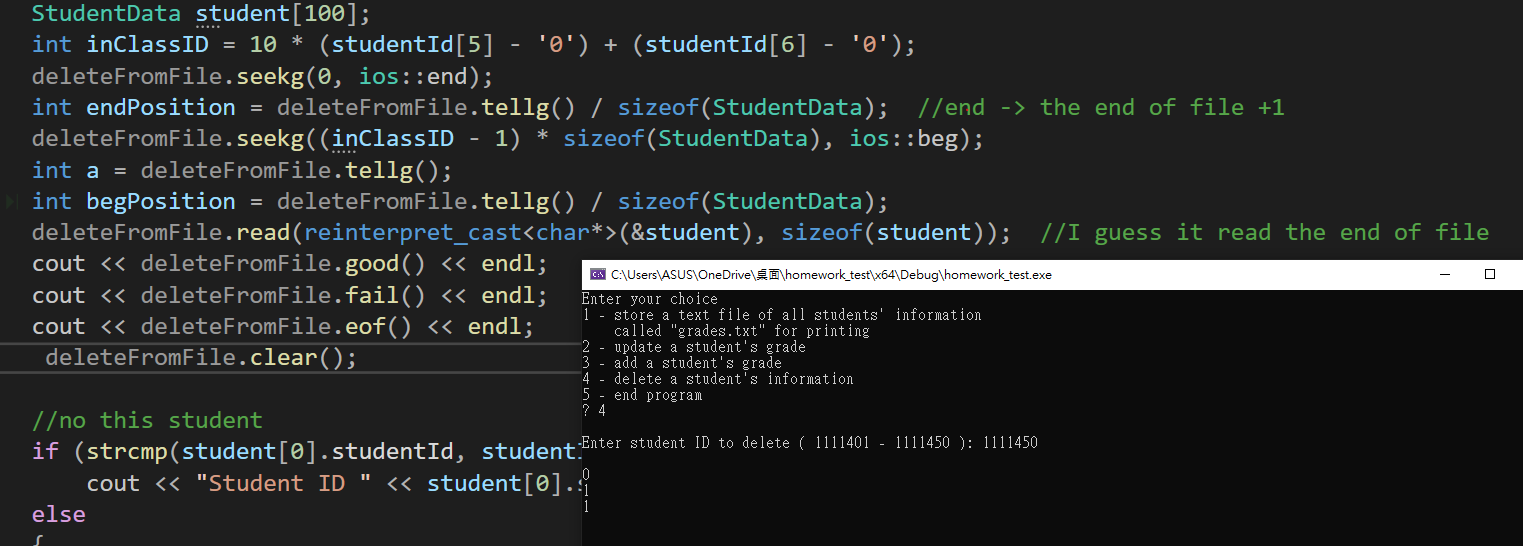 StudentData student[100];
int inClassID = 10 * (studentId[5] - '0') + (studentId[6] - '0');
deleteFromFile.seekg(0, ios::end);
int endPosition = deleteFromFile.tellg() / sizeof(StudentData);  //end -> the end of file +1
deleteFromFile.seekg((inClassID - 1) * sizeof(StudentData), ios::beg);
int a = deleteFromFile.tellg();
int begPosition = deleteFromFile.tellg() / sizeof(StudentData);
deleteFromFile.read(reinterpret_cast<char*>(&student), sizeof(student));  //I guess it read the end of file
cout << deleteFromFile.good() << endl;
cout << deleteFromFile.fail() << endl;
cout << deleteFromFile.eof() << endl;
deleteFromFile.clear();
//no this student
if (strcmp(student[0].studentId,
cout << "Student ID " << student[0].
else
{
C:\Users\ASUS\OneDrive\桌面\homework_test\x64\Debug\homework_test.exe
Enter your choice
1 - store a text file of all students' information
called "grades.txt" for printing
2 - update a student's grade
3 - add a student's grade
4 - delete a student's information
5 - end program
? 4
Enter student ID to delete ( 1111401 - 1111450 ): 1111450
0
1
1